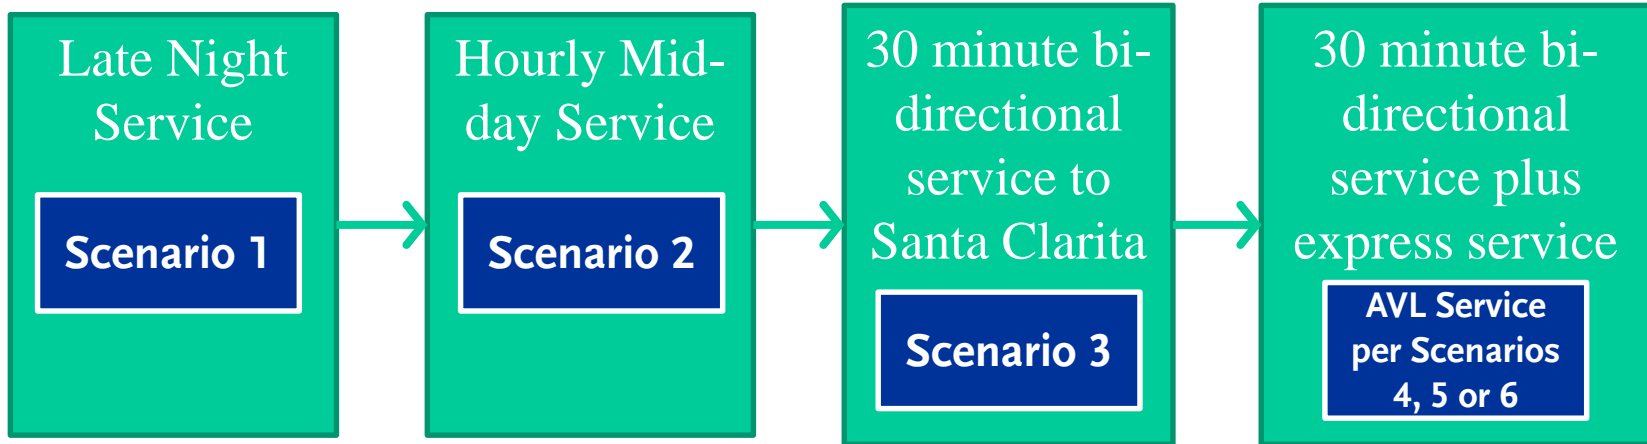 Late Night
Service
Scenario 1
Hourly Mid-
day Service
Scenario 2
30 minute bi-
directional
service to
Santa Clarita
Scenario 3
30 minute bi-
directional
service plus
express service
AVL Service
per Scenarios
4, 5 or 6